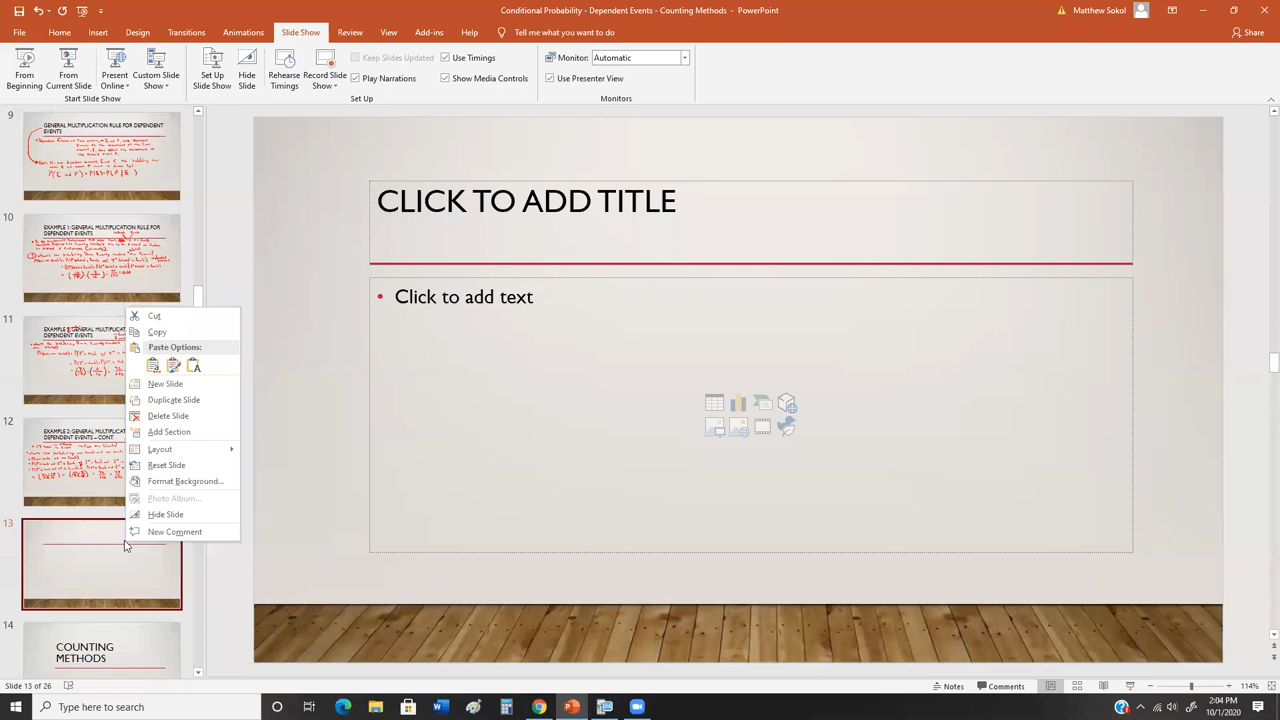 Conditional Probability - Dependent Events - Counting Methods - PowerPoint
Matthew Sokol
File Home Insert Design Transitions Animations Slide Show Review View Add-ins Help Tell me what you want to do
Share
From Beginning
From Current Slide
Present Online
Custom Slide Show
Set Up Slide Show
Hide Slide
Rehearse Timings
Record Slide Show
Keep Slides Updated
Use Timings
Play Narrations
Show Media Controls
Monitor: Automatic
Use Presenter View
Start Slide Show
Set Up
Monitors
9
GENERAL MULTIPLICATION RULE FOR DEPENDENT
EVENTS
10
EXAMPLE 1: GENERAL MULTIPLICATION RULE FOR
DEPENDENT EVENTS
11
EXAMPLE 2: GENERAL MULTIPLICAT
DEPENDENT EVENTS
12
EXAMPLE 2: GENERAL MULTIPLICAT
DEPENDENT EVENTS – CONT.
13
14
COUNTING
METHODS
Cut
Copy
Paste Options:
New Slide
Duplicate Slide
Delete Slide
Add Section
Layout
Reset Slide
Format Background...
Photo Album...
Hide Slide
New Comment
CLICK TO ADD TITLE
• Click to add text
Slide 13 of 26
Notes
Comments
114%
Type here to search
2:04 PM
10/1/2020